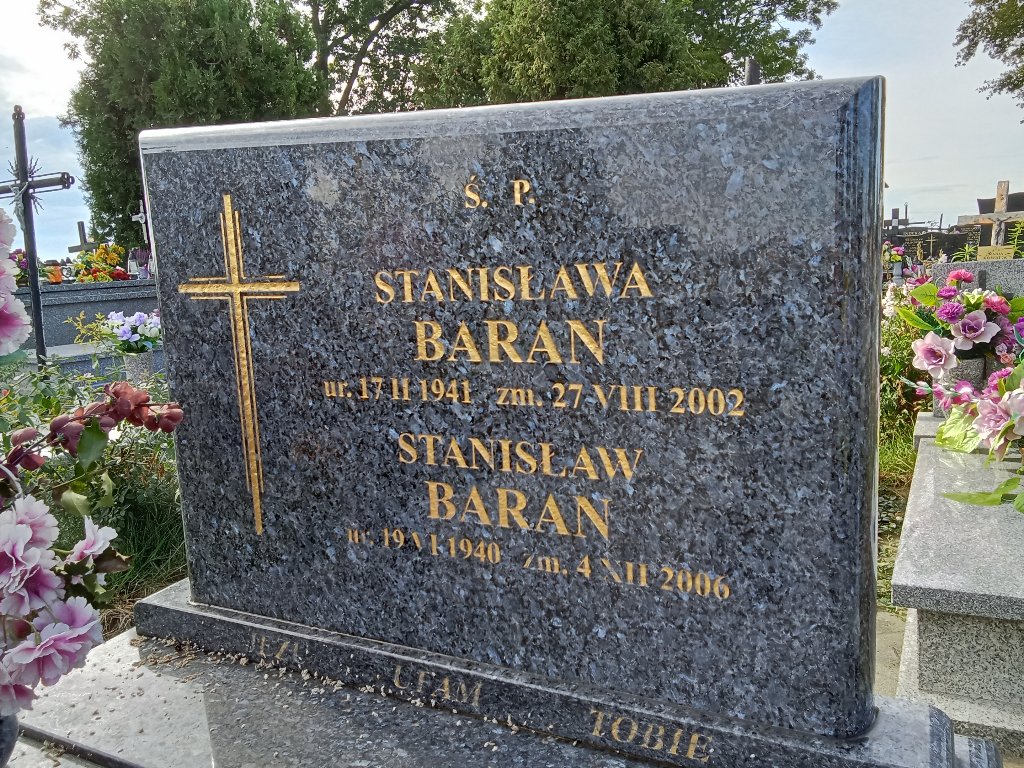 Ś. P.
STANISŁAWA
BARAN
ur. 17 II 1941 zm. 27 VIII 2002
STANISŁAW
BARAN
ur. 19 VI 1940 zm. 4 XII 2006
JEZU UFAM TOBIE